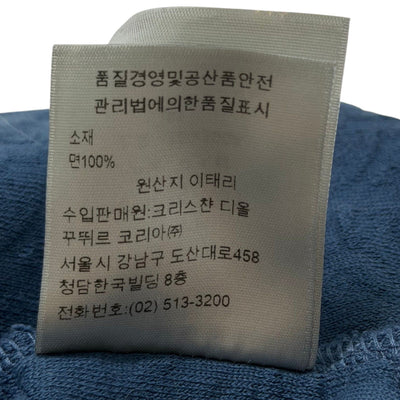 품질경영및공산품안전
관리법에의한품질표시
소재
면100%
원산지 이태리
수입판매원:크리스챤 디올
꾸뛰르 코리아㈜
서울시 강남구 도산대로458
청담한국빌딩 8층
전화번호:(02) 513-3200